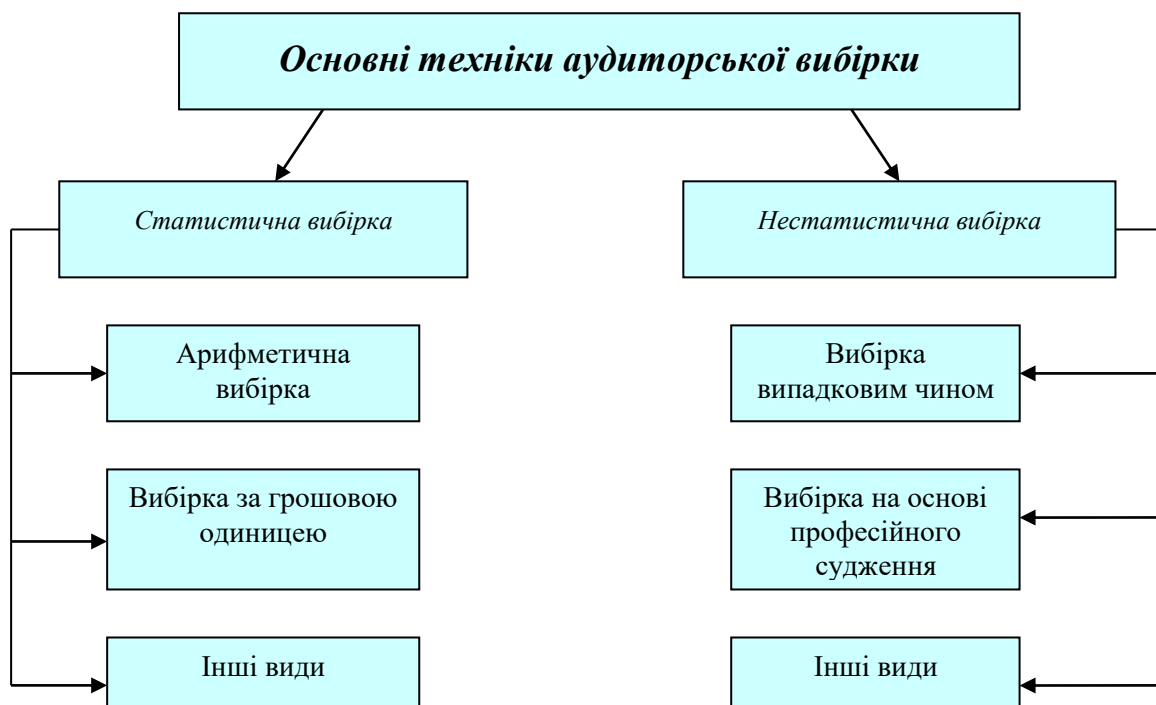 Основні техніки аудиторської вибірки
Статистична вибірка
Нестатистична вибірка
Арифметична
вибірка
Вибірка
випадковим чином
Вибірка за грошовою
одиницею
Вибірка на основі
професійного
судження
Інші види
Інші види